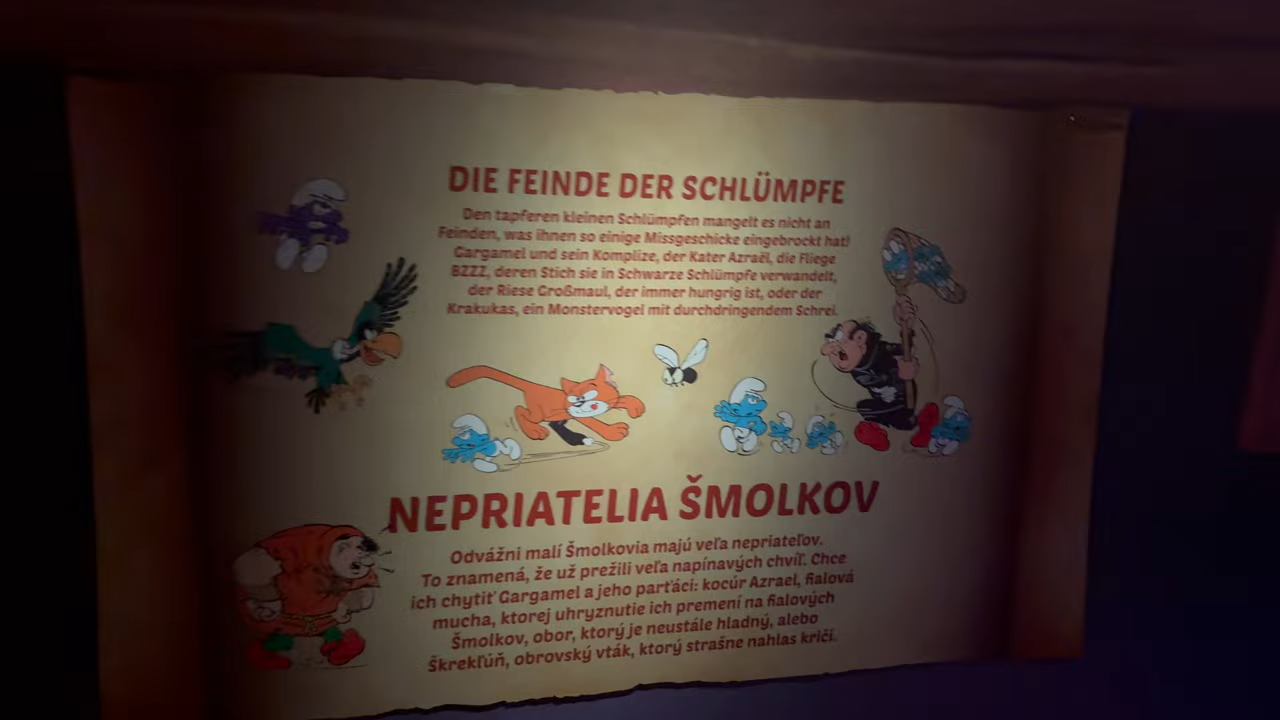 DIE FEINDE DER SCHLÜMPFE
Den tapferen kleinen Schlümpfen mangelt es nicht an
Feinden, was ihnen so einige Missgeschicke eingebrockt hat!
Gargamel und sein Komplize, der Kater Azraël, die Fliege
BZZZ, deren Stich sie in Schwarze Schlümpfe verwandelt,
der Riese Großmaul, der immer hungrig ist, oder der
Krakukas, ein Monstervogel mit durchdringendem Schrei.
NEPRIATELIA ŠMOLKOV
Odvážni malí Šmolkovia majú veľa nepriateľov.
To znamená, že už prežili veľa napínavých chvíľ. Chce
ich chytiť Gargamel a jeho parťáci: kocúr Azrael, fialová
mucha, ktorej uhryznutie ich premení na fialových
Šmolkov, obor, ktorý je neustále hladný, alebo
Škrekľúň, obrovský vták, ktorý strašne nahlas kričí.